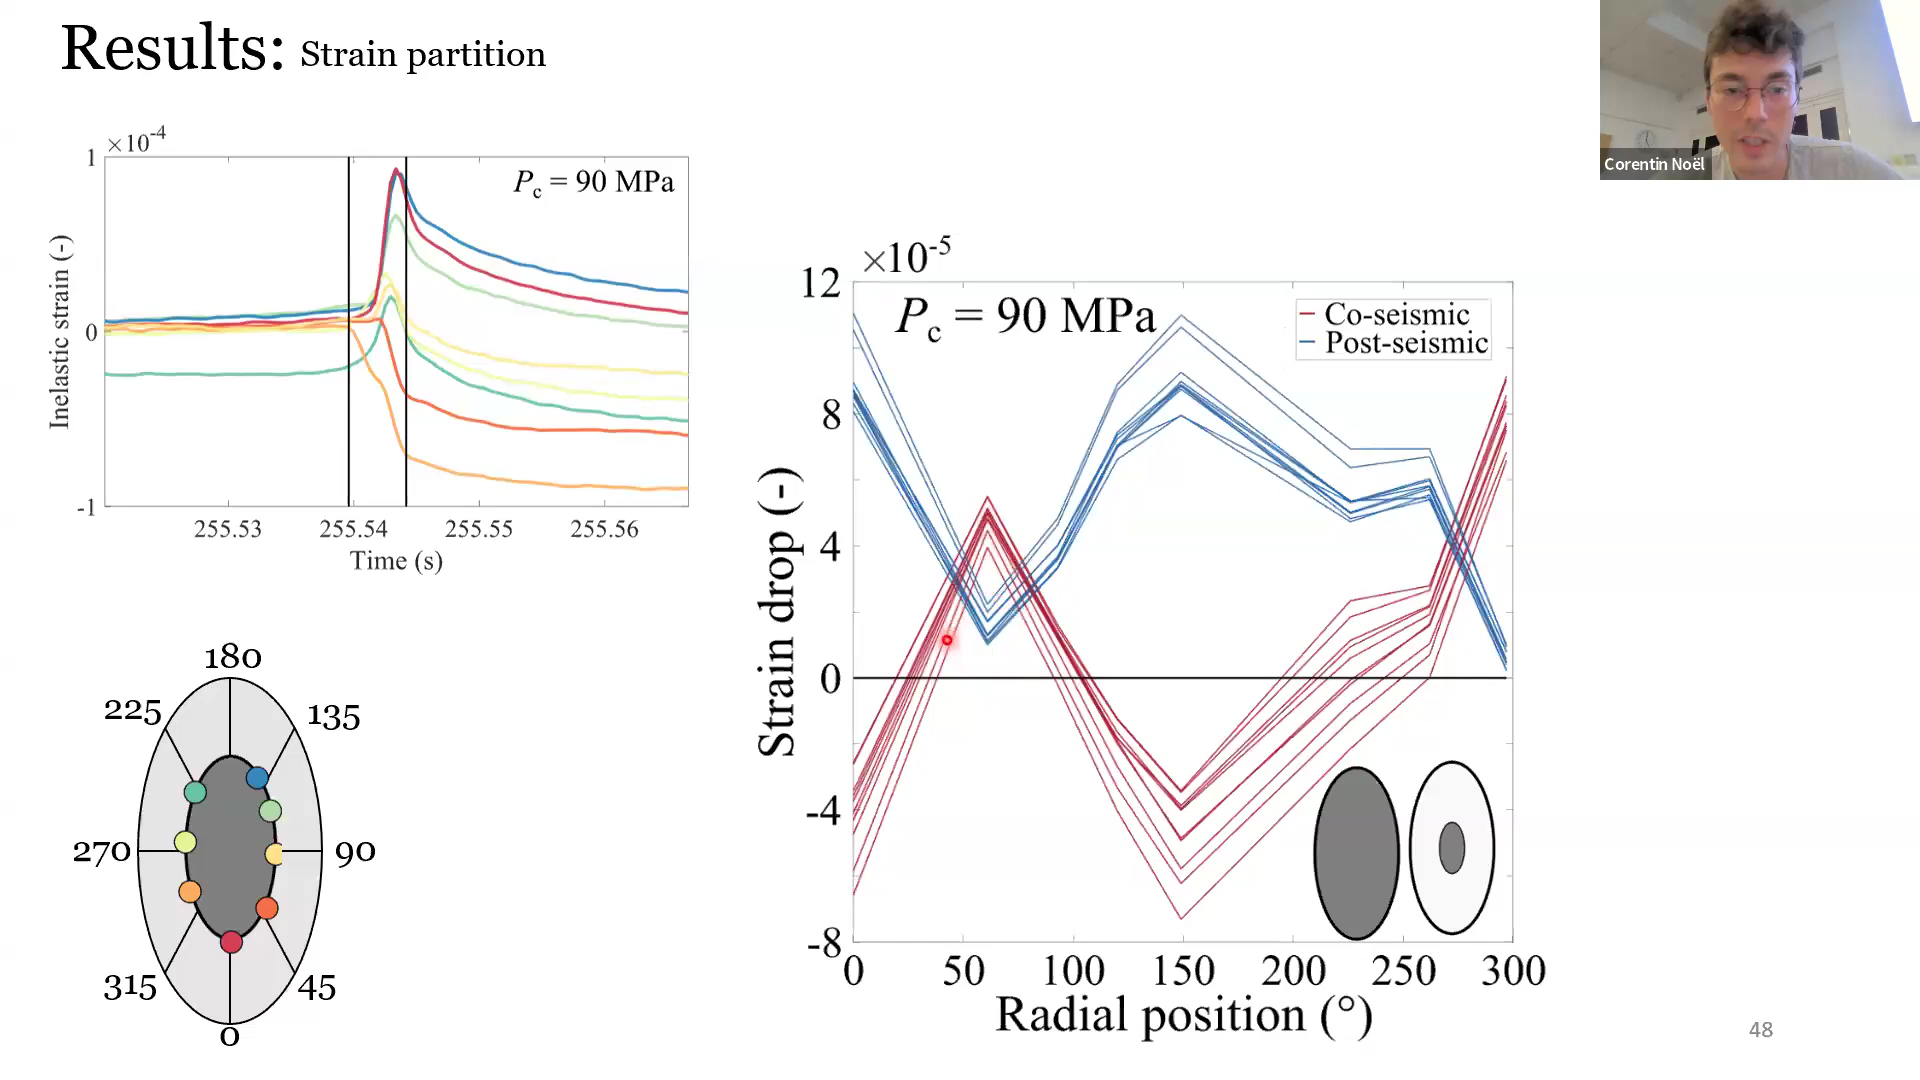 Results: Strain partition
Corentin Noël
×10-4
Pc = 90 MPa
1
0
-1
Inelastic strain (-)
255.53 255.54 255.55 255.56
Time (s)
180
225 135
270 90
315 45
0
×10-5
Pc = 90 MPa
Co-seismic
Post-seismic
12
8
4
0
-4
-8
Strain drop (-)
0 50 100 150 200 250 300
Radial position (°)
48